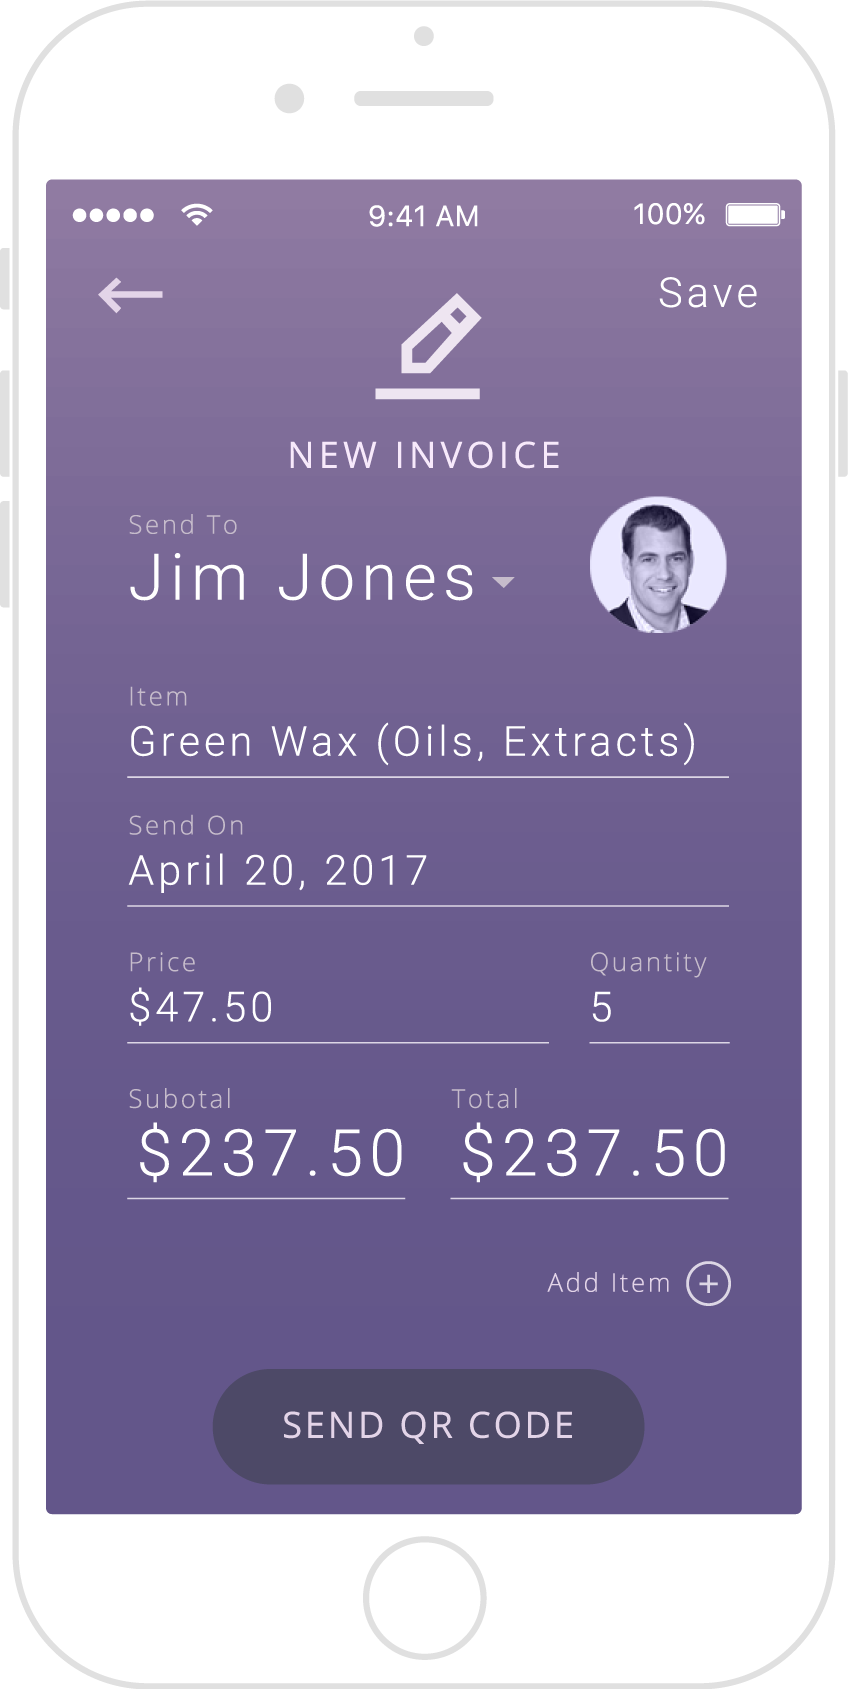 9:41 AM 100%
Save
NEW INVOICE
Send To
Jim Jones
Item
Green Wax (Oils, Extracts)
Send On
April 20, 2017
Price Quantity
$47.50 5
Subotal Total
$237.50 $237.50
Add Item
SEND QR CODE